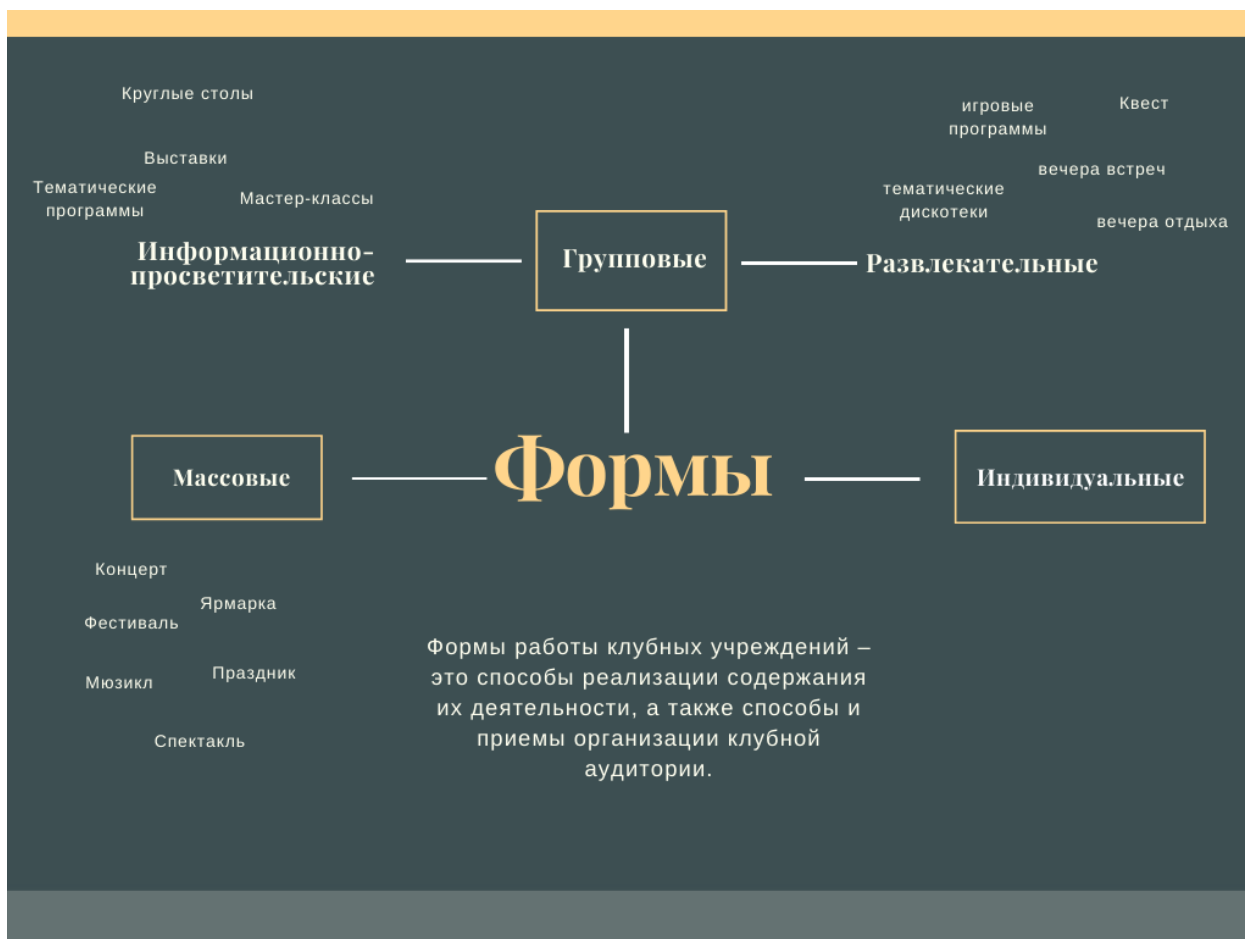 Круглые столы
Выставки
Тематические
программы
Мастер-классы
Информационно-
просветительские
Групповые
игровые
программы
Квест
вечера встреч
тематические
дискотеки
вечера отдыха
Развлекательные
Массовые
Формы
Индивидуальные
Концерт
Ярмарка
Фестиваль
Праздник
Мюзикл
Спектакль
Формы работы клубных учреждений –
это способы реализации содержания
их деятельности, а также способы и
приемы организации клубной
аудитории.